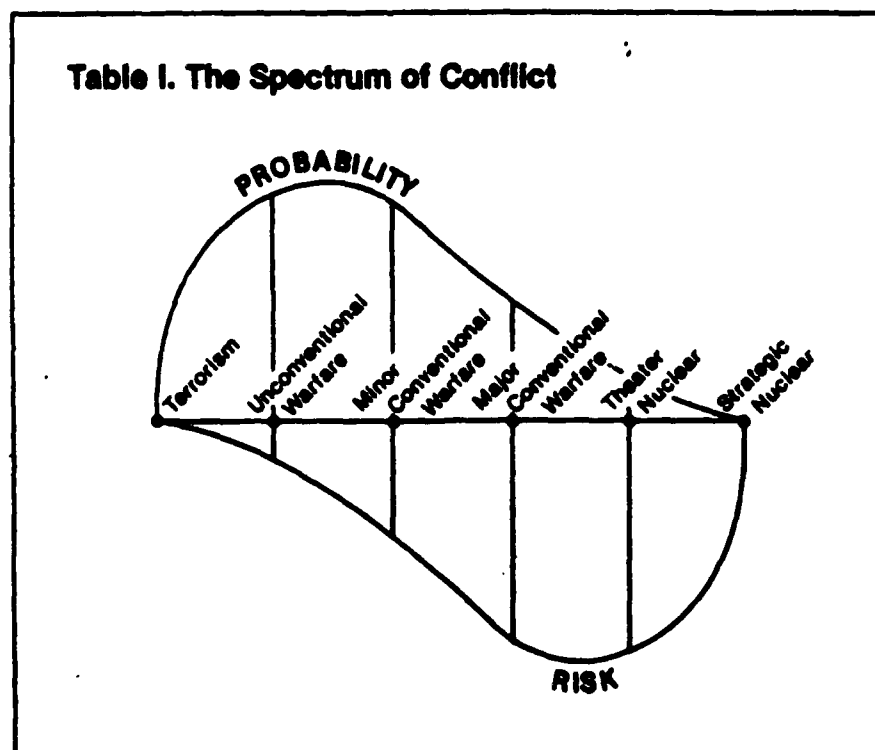 Table I. The Spectrum of Conflict
PROBABILITY
Terrorism
Unconventional
Warfare
Minor
Conventional
Warfare
Major
Conventional
Warfare
Theater
Nuclear
Strategic
Nuclear
RISK